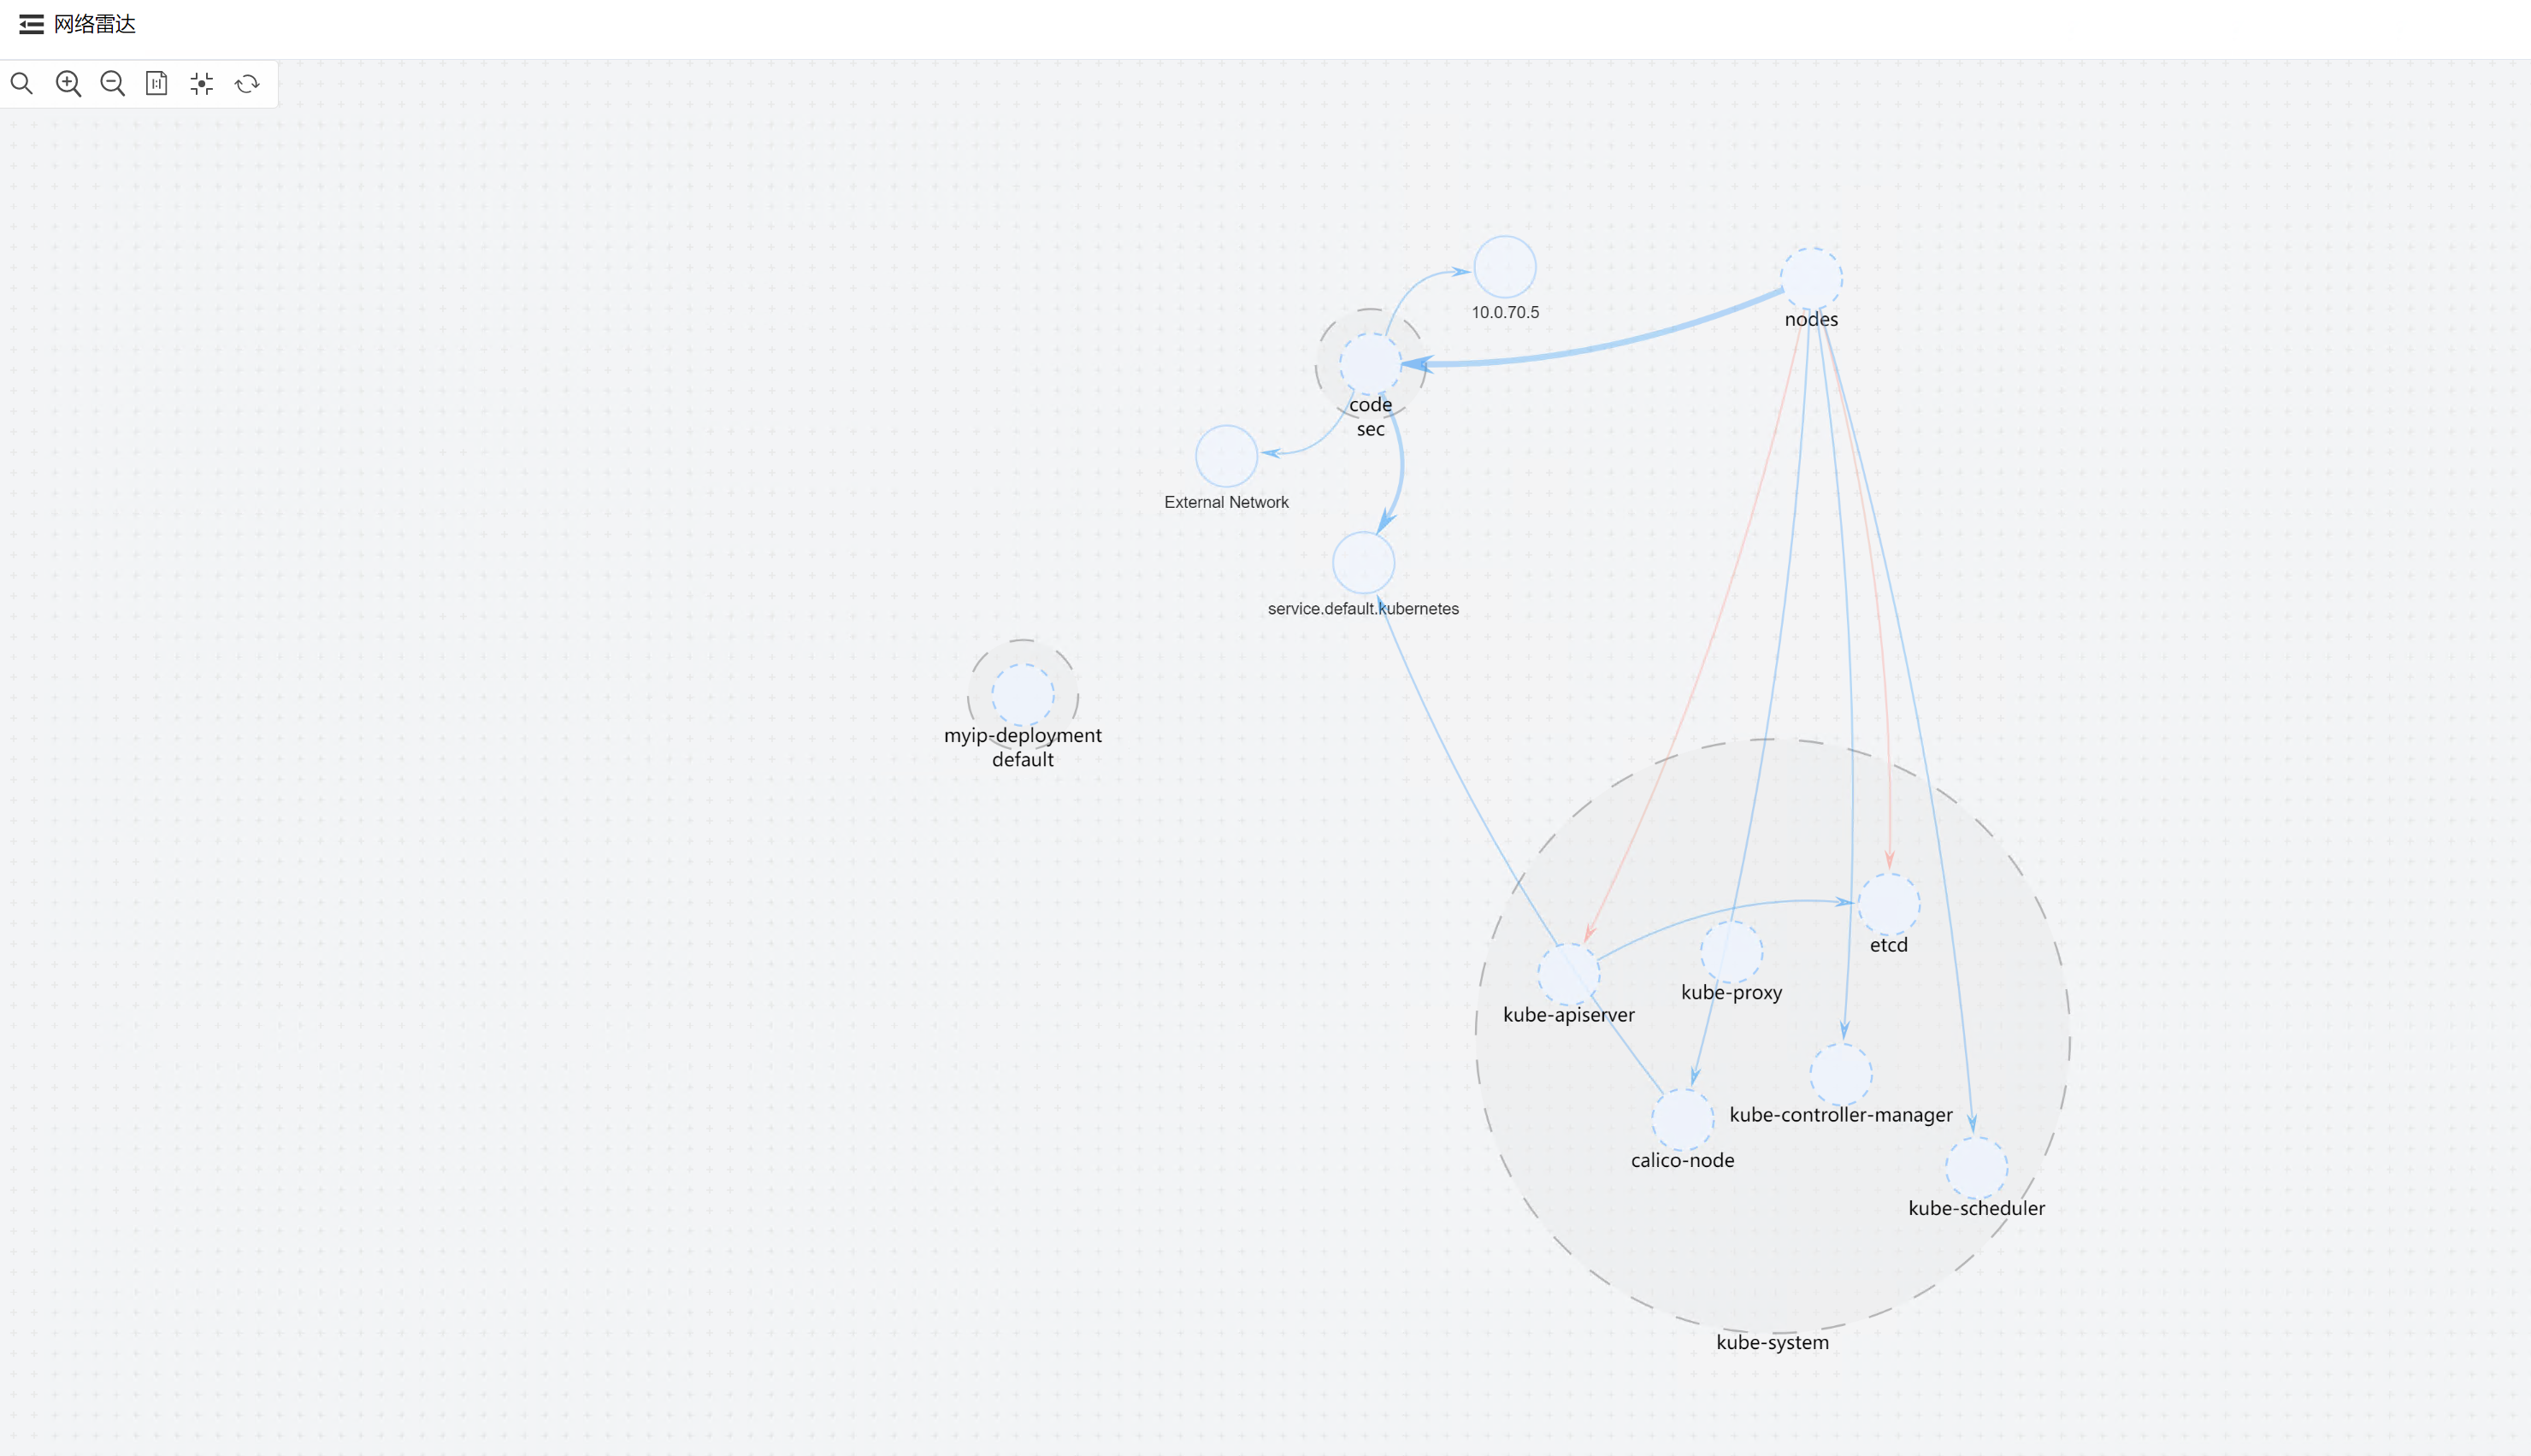 网络雷达
10.0.70.5
nodes
code
sec
External Network
service.default.kubernetes
myip-deployment
default
etcd
kube-proxy
kube-apiserver
kube-controller-manager
calico-node
kube-scheduler
kube-system